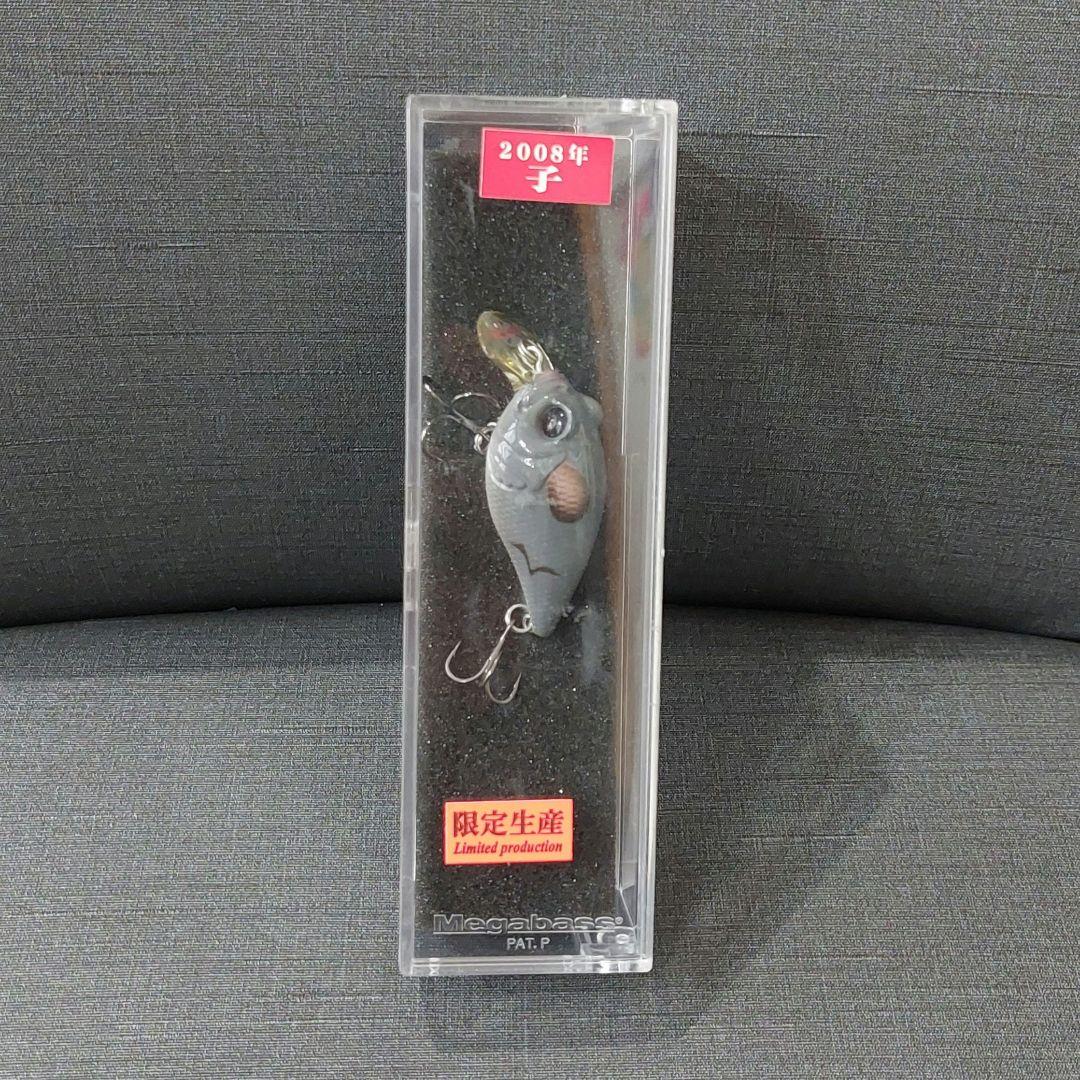 2008年
子
限定生産
Limited production
Megabass®
PAT. P